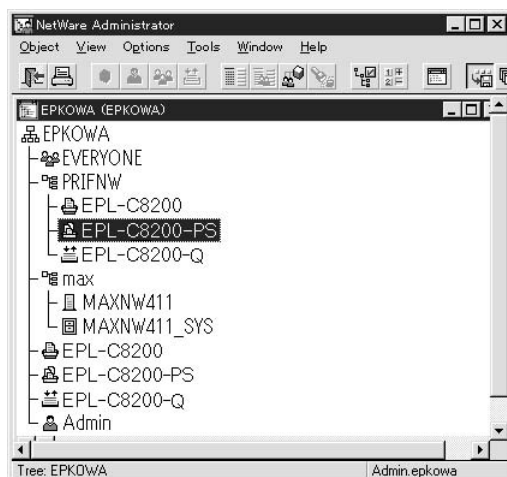 NetWare Administrator
Object View Options Tools Window Help
EPKOWA (EPKOWA)
EPKOWA
EVERYONE
PRIFNW
EPL-C8200
EPL-C8200-PS
EPL-C8200-Q
max
MAXNW411
MAXNW411_SYS
EPL-C8200
EPL-C8200-PS
EPL-C8200-Q
Admin
Tree: EPKOWA Admin.epkowa